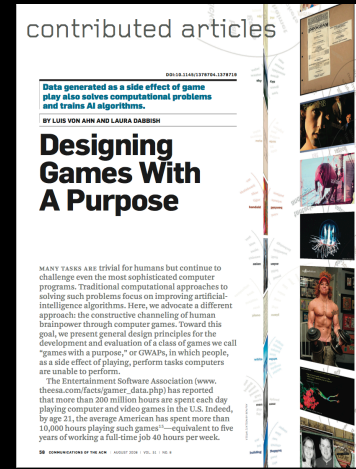 contributed articles
DOI:10.1145/1378704.1378719
Data generated as a side effect of game
play also solves computational problems
and trains AI algorithms.
BY LUIS VON AHN AND LAURA DABBISH
Designing
Games With
A Purpose
MANY TASKS ARE trivial for humans but continue to
challenge even the most sophisticated computer
programs. Traditional computational approaches to
solving such problems focus on improving artificial-
intelligence algorithms. Here, we advocate a different
approach: the constructive channeling of human
brainpower through computer games. Toward this
goal, we present general design principles for the
development and evaluation of a class of games we call
"games with a purpose," or GWAPs, in which people,
as a side effect of playing, perform tasks computers
are unable to perform.
The Entertainment Software Association (www.
theesa.com/facts/gamer_data.php) has reported
that more than 200 million hours are spent each day
playing computer and video games in the U.S. Indeed,
by age 21, the average American has spent more than
10,000 hours playing such games—equivalent to five
years of working a full-time job 40 hours per week.
58 COMMUNICATIONS OF THE ACM | AUGUST 2008 | VOL. 51 | NO. 8